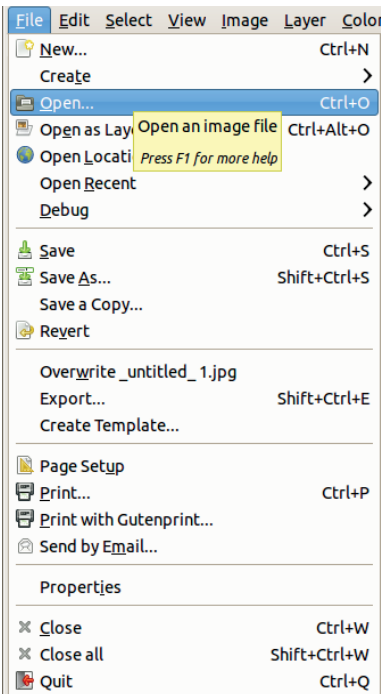 File Edit Select View Image Layer Color
New... Ctrl+N
Create >
Open... Ctrl+O
Open as Lay Ctrl+Alt+O
Open an image file
Open Locati
Press F1 for more help
Open Recent >
Debug >
Save Ctrl+S
Save As... Shift+Ctrl+S
Save a Copy...
Revert
Overwrite _untitled_ 1.jpg
Export... Shift+Ctrl+E
Create Template...
Page Setup
Print... Ctrl+P
Print with Gutenprint...
Send by Email...
Properties
Close Ctrl+W
Close all Shift+Ctrl+W
Quit Ctrl+Q